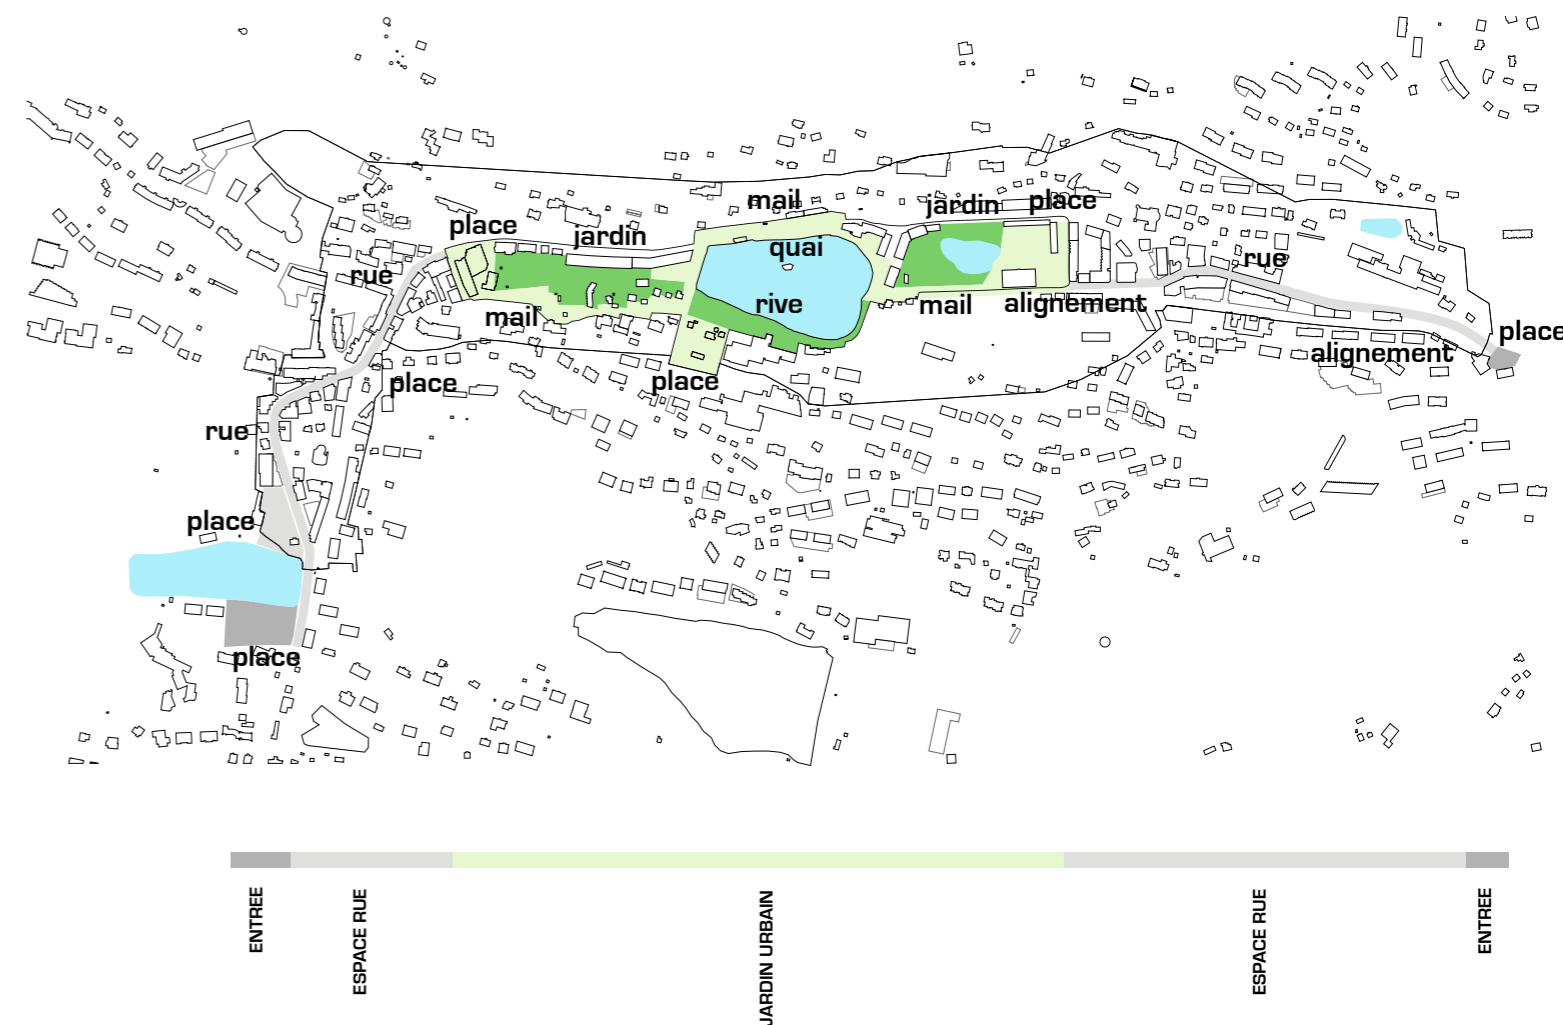 mail
jardin
place
place
jardin
quai
rue
rue
rive
mail
alignement
mail
place
alignement
place
place
rue
place
place
ENTREE
ESPACE RUE
JARDIN URBAIN
ESPACE RUE
ENTREE